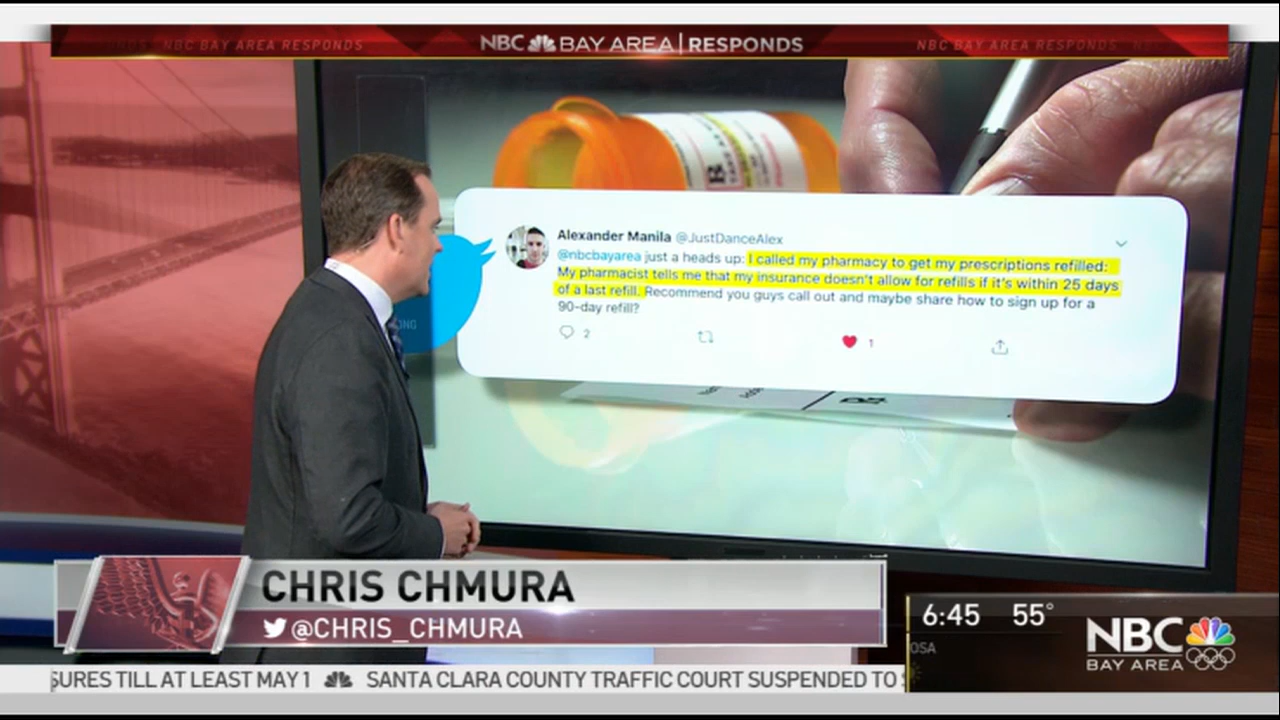 NBC BAY AREA RESPONDS
NBC BAY AREA | RESPONDS
NBC BAY AREA RESPONDS
Alexander Manila @JustDanceAlex
@nbcbayarea just a heads up: I called my pharmacy to get my prescriptions refilled:
My pharmacist tells me that my insurance doesn't allow for refills if it's within 25 days
of a last refill. Recommend you guys call out and maybe share how to sign up for a
90-day refill?
2
1
CHRIS CHMURA
@CHRIS_CHMURA
6:45 55°
OSA
NBC
BAY AREA
SURES TILL AT LEAST MAY 1 SANTA CLARA COUNTY TRAFFIC COURT SUSPENDED TO